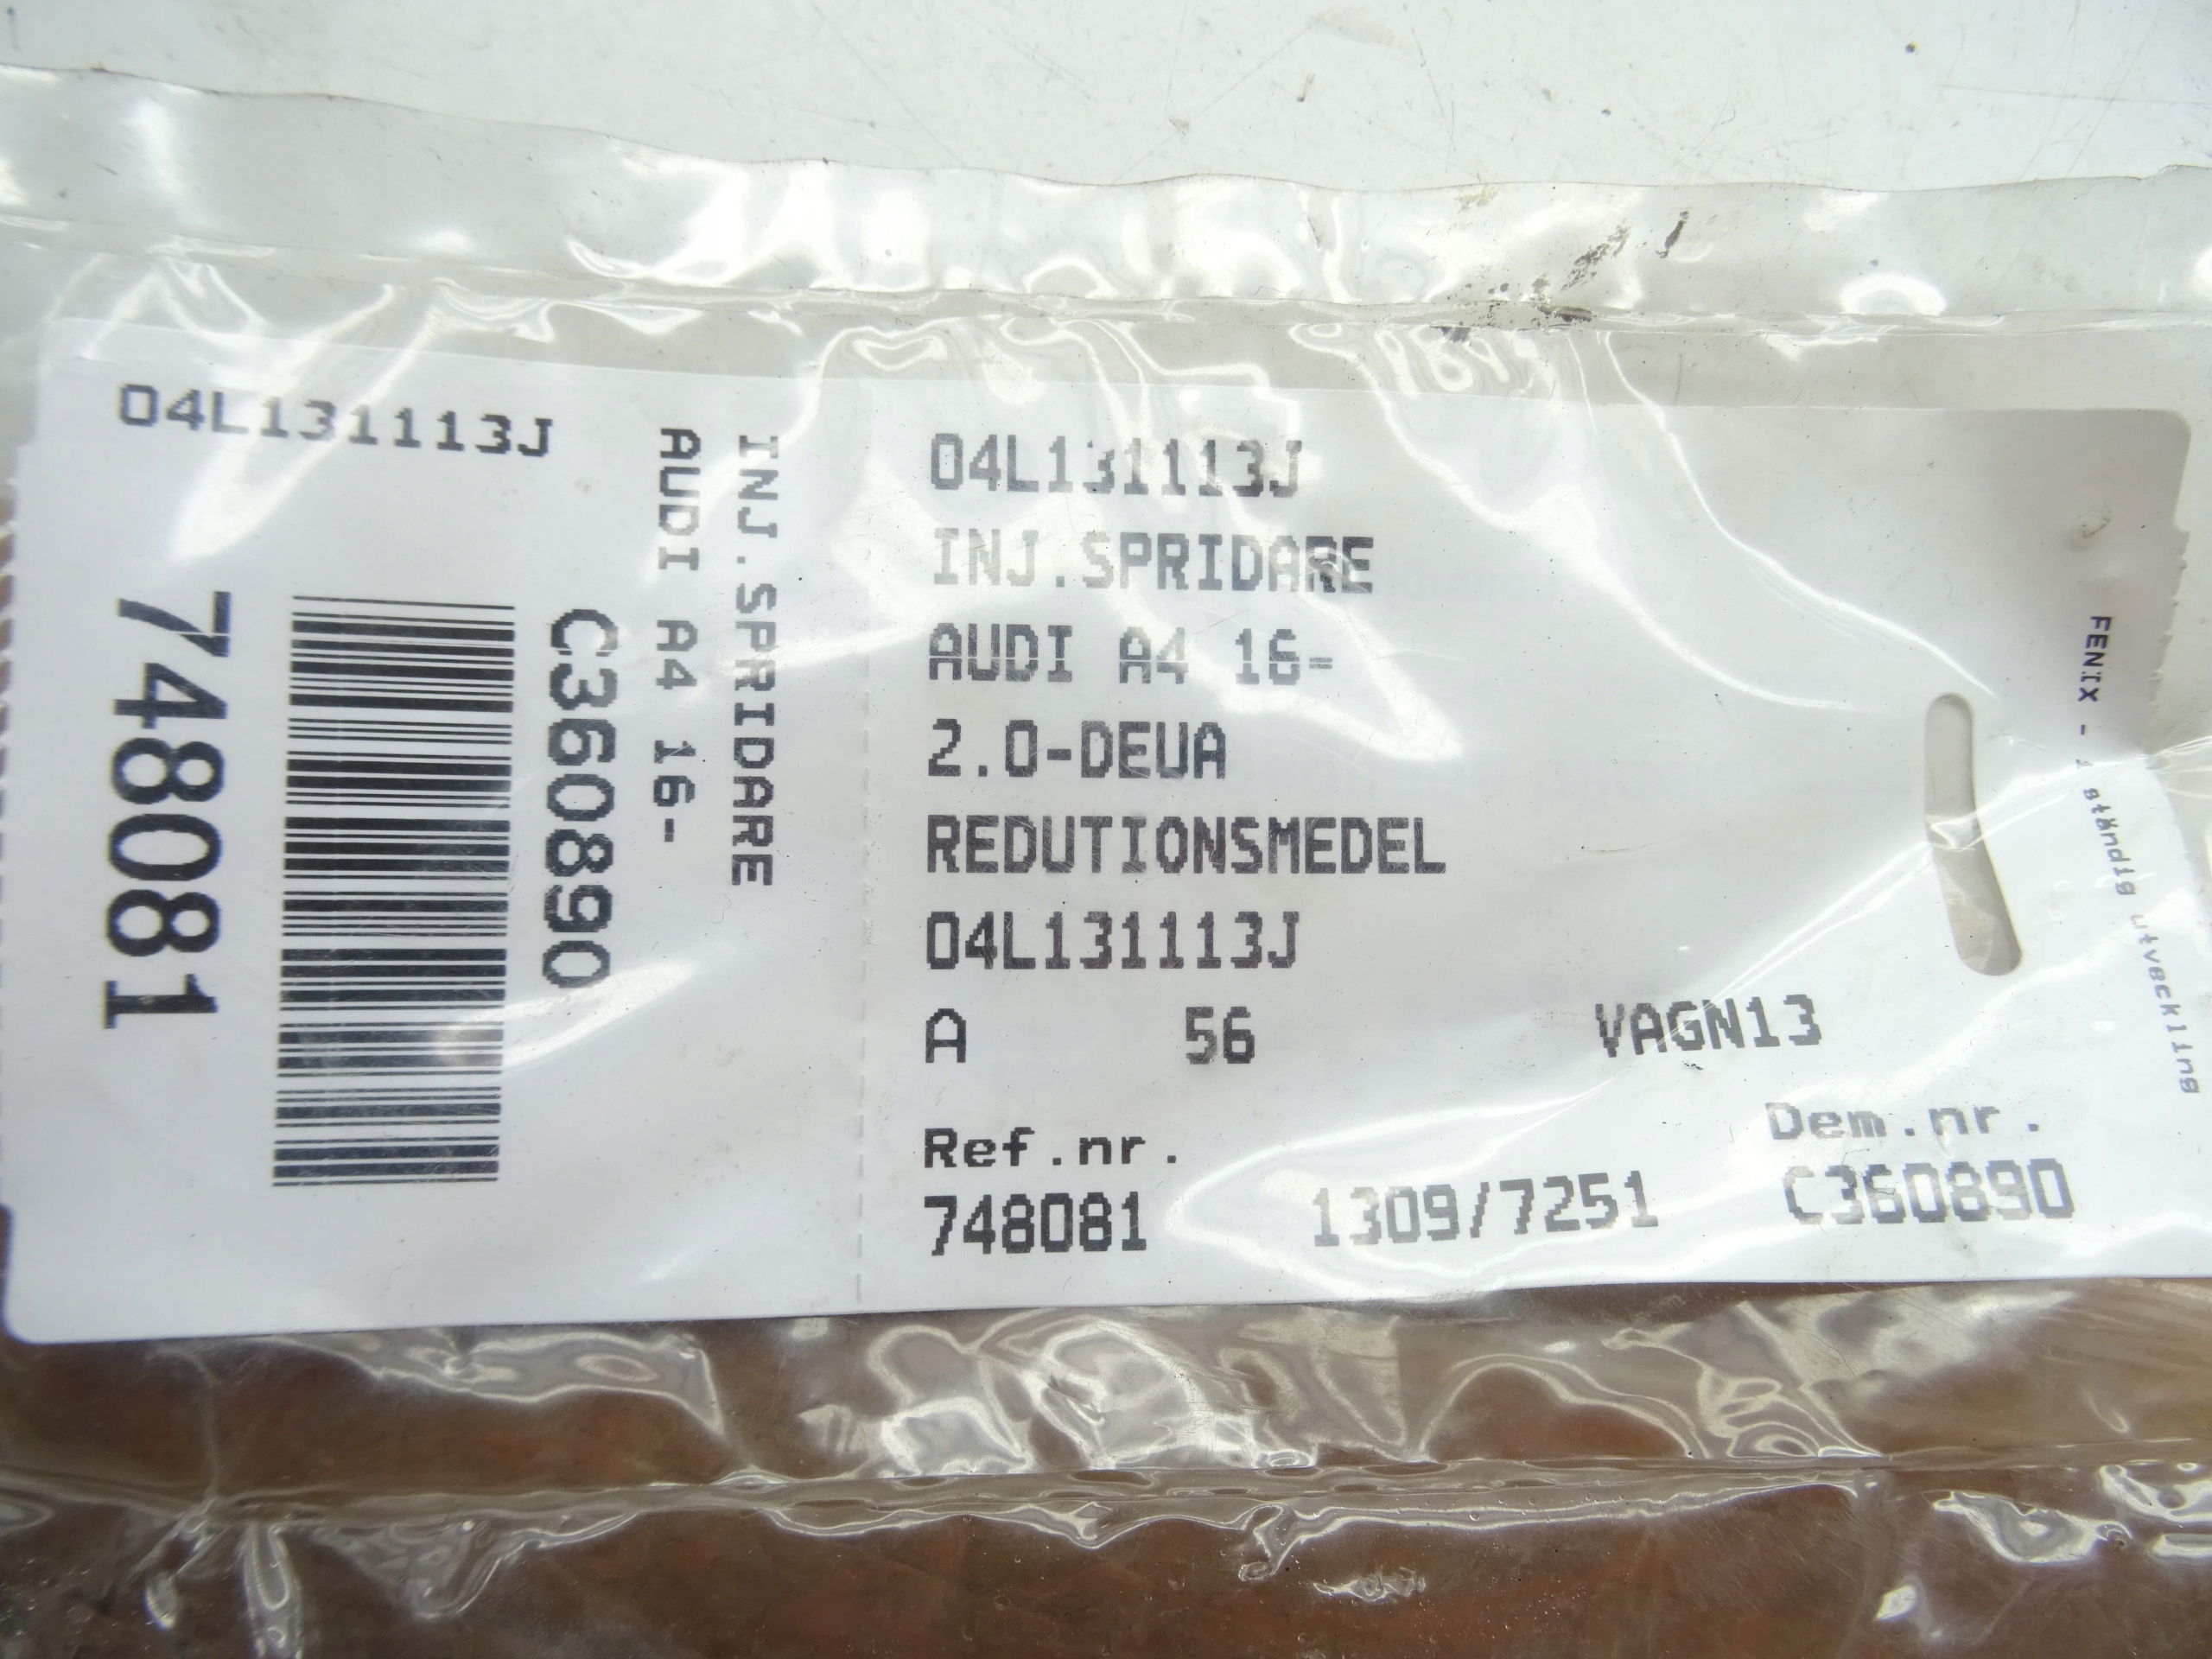 04L131113J
INJ.SPRIDARE
AUDI A4 16-
C360890
748081
04L131113J
INJ.SPRIDARE
AUDI A4 16-
2.0-DEUA
REDUTIONSMEDEL
04L131113J
A 56 VAGN13
Ref.nr. Dem.nr.
748081 1309/7251 C360890
FENIX -